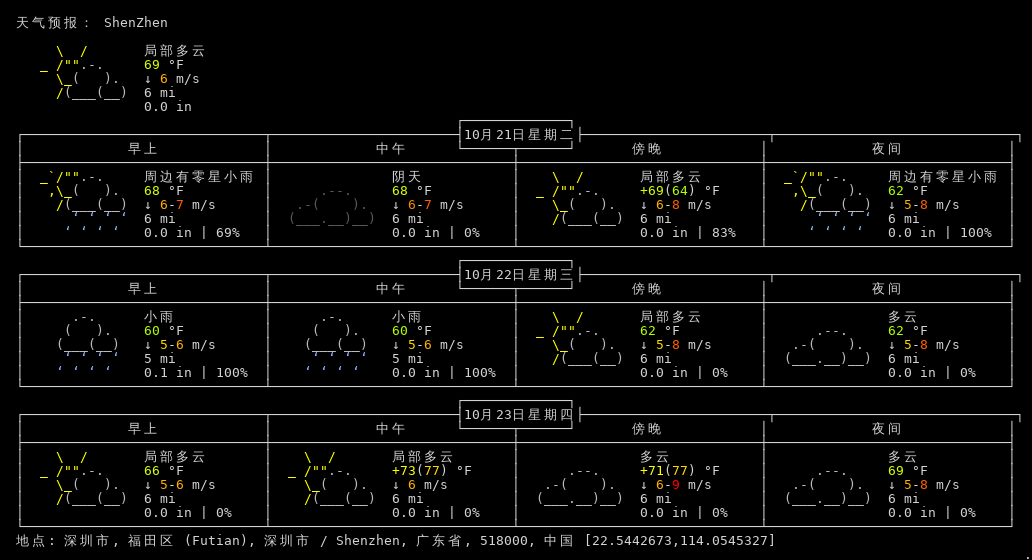 天气预报： ShenZhen
局部多云
69 °F
↓ 6 m/s
6 mi
0.0 in
10月21日星期二
早上 中午 傍晚 夜间
周边有零星小雨 阴天 局部多云 周边有零星小雨
68 °F 68 °F +69(64) °F 62 °F
↓ 6-7 m/s ↓ 6-7 m/s ↓ 6-8 m/s ↓ 5-8 m/s
6 mi 6 mi 6 mi 6 mi
0.0 in | 69% 0.0 in | 0% 0.0 in | 83% 0.0 in | 100%
10月22日星期三
早上 中午 傍晚 夜间
小雨 小雨 局部多云 多云
60 °F 60 °F 62 °F 62 °F
↓ 5-6 m/s ↓ 5-6 m/s ↓ 5-8 m/s ↓ 5-8 m/s
5 mi 5 mi 6 mi 6 mi
0.1 in | 100% 0.0 in | 100% 0.0 in | 0% 0.0 in | 0%
10月23日星期四
早上 中午 傍晚 夜间
局部多云 局部多云 多云 多云
66 °F +73(77) °F +71(77) °F 69 °F
↓ 5-6 m/s ↓ 6 m/s ↓ 6-9 m/s ↓ 5-8 m/s
6 mi 6 mi 6 mi 6 mi
0.0 in | 0% 0.0 in | 0% 0.0 in | 0% 0.0 in | 0%
地点: 深圳市, 福田区 (Futian), 深圳市 / Shenzhen, 广东省, 518000, 中国 [22.5442673,114.0545327]